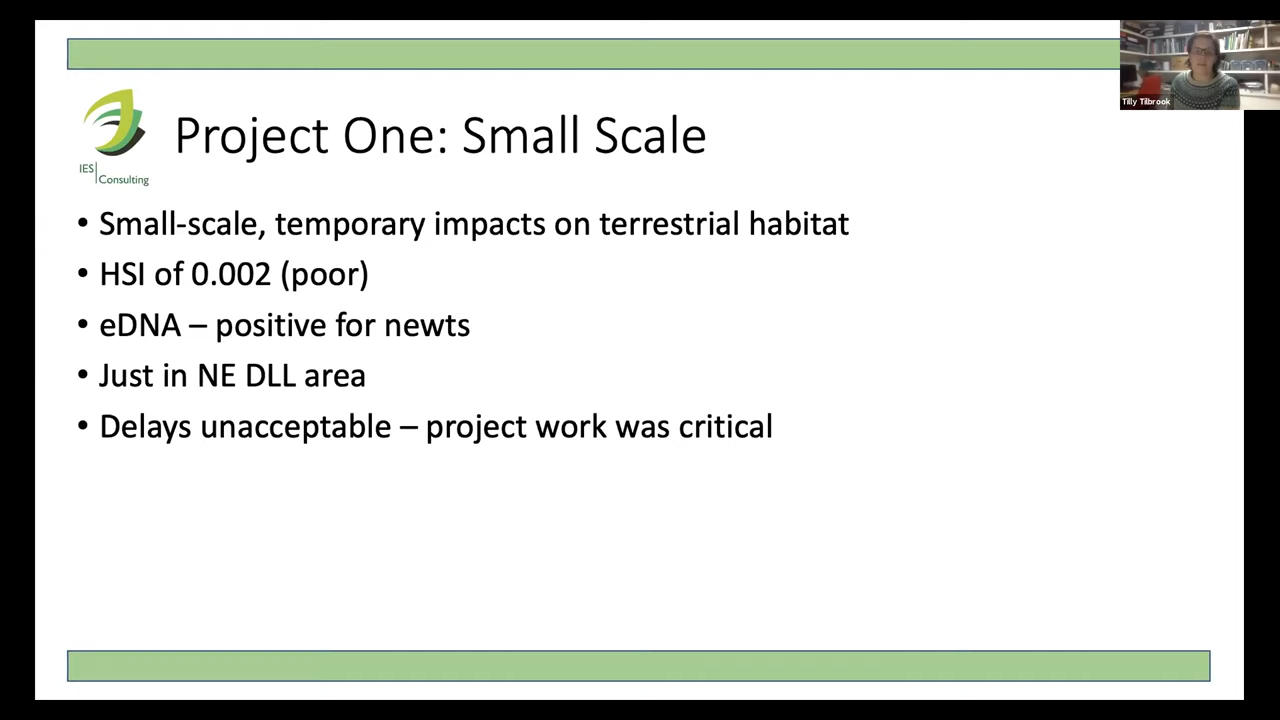 Tilly Tilbrook
IES
Consulting
Project One: Small Scale
• Small-scale, temporary impacts on terrestrial habitat
• HSI of 0.002 (poor)
• eDNA – positive for newts
• Just in NE DLL area
• Delays unacceptable – project work was critical